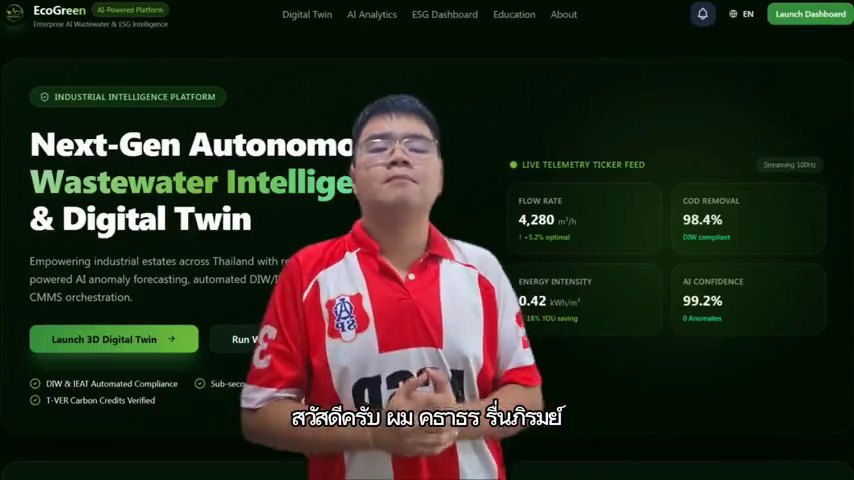 EcoGreen
AI-Powered Platform
Enterprise AI Wastewater & ESG Intelligence
Digital Twin
AI Analytics
ESG Dashboard
Education
About
EN
Launch Dashboard
INDUSTRIAL INTELLIGENCE PLATFORM
Next-Gen Autonomo
Wastewater Intellige
& Digital Twin
Empowering industrial estates across Thailand with
powered AI anomaly forecasting, automated DIW/
CMMS orchestration.
Launch 3D Digital Twin →
Run
DIW & IEAT Automated Compliance
T-VER Carbon Credits Verified
LIVE TELEMETRY TICKER FEED
Streaming 100Hz
FLOW RATE
4,280 m³/h
↑ +5.2% optimal
COD REMOVAL
98.4%
DIW compliant
ENERGY INTENSITY
0.42 kWh/m³
18% TOU saving
AI CONFIDENCE
99.2%
0 Anomalies
สวัสดีครับ ผม คธาธร รื่นภิรมย์